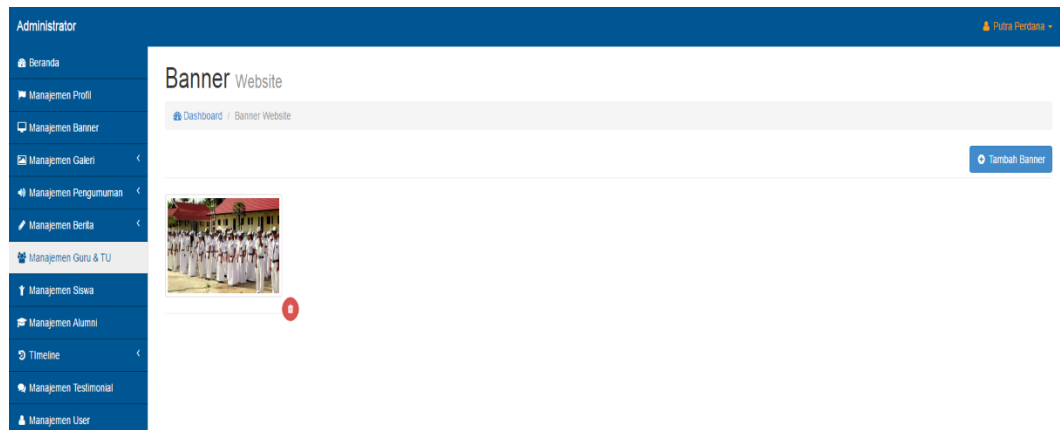 Administrator
Putra Perdana
Beranda
Manajemen Profil
Manajemen Banner
Manajemen Galeri
Manajemen Pengumuman
Manajemen Berita
Manajemen Guru & TU
Manajemen Siswa
Manajemen Alumni
TImeline
Manajemen Testimonial
Manajemen User
Banner Website
Dashboard / Banner Website
Tambah Banner